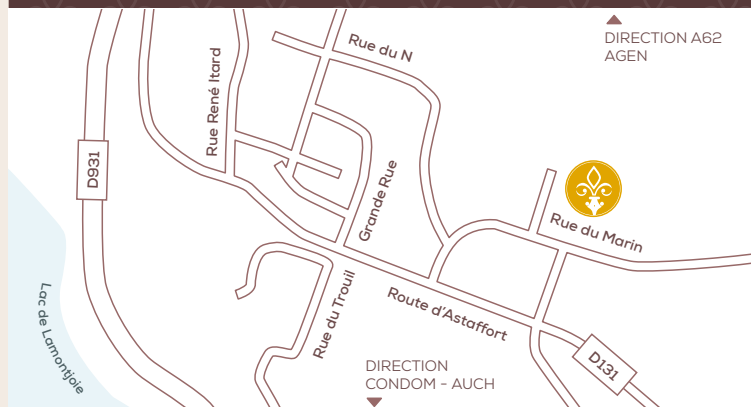 DIRECTION A62
AGEN
Rue du N
Rue René Itard
D931
Grande Rue
Rue du Marin
Lac de Lamontjoie
Rue du Trouil
Route d'Astaffort
D131
DIRECTION
CONDOM - AUCH